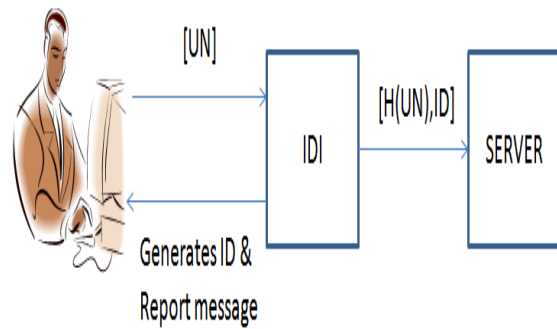 [UN]
IDI
[H(UN),ID]
SERVER
Generates ID &
Report message